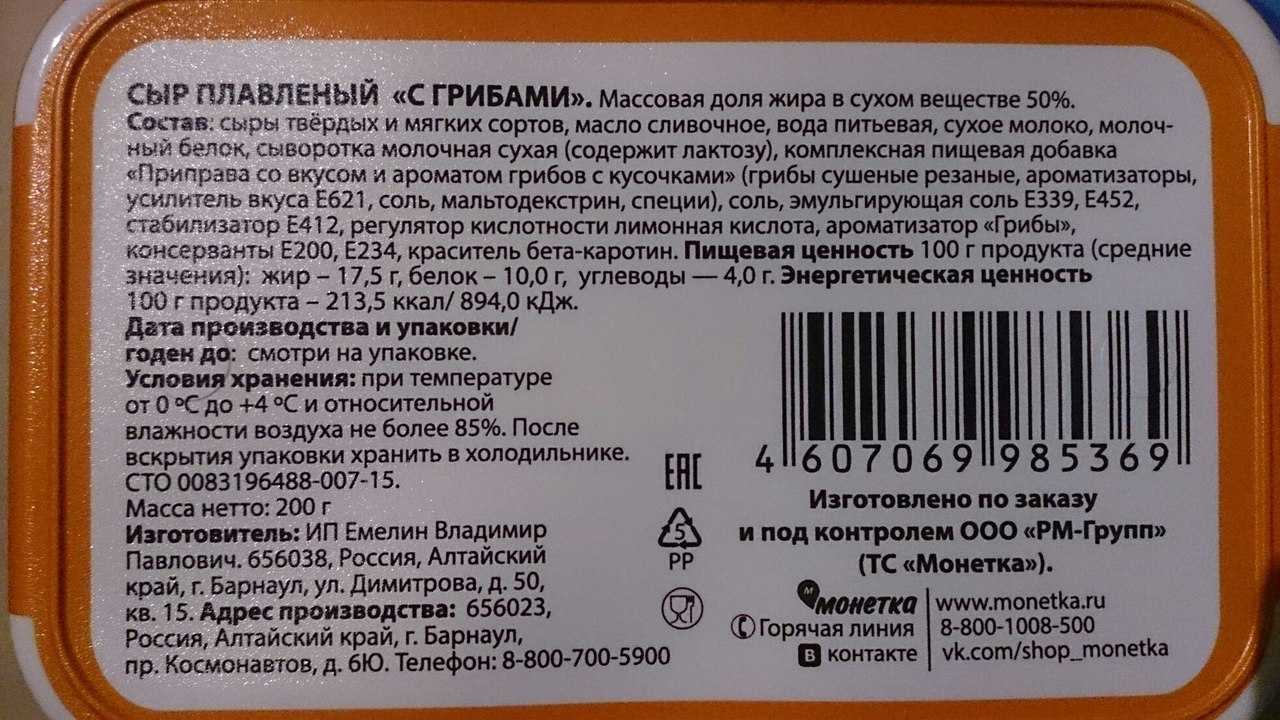 СЫР ПЛАВЛЕНЫЙ «С ГРИБАМИ». Массовая доля жира в сухом веществе 50%.
Состав: сыры твёрдых и мягких сортов, масло сливочное, вода питьевая, сухое молоко, молоч-
ный белок, сыворотка молочная сухая (содержит лактозу), комплексная пищевая добавка
«Приправа со вкусом и ароматом грибов с кусочками» (грибы сушеные резаные, ароматизаторы,
усилитель вкуса Е621, соль, мальтодекстрин, специи), соль, эмульгирующая соль Е339, Е452,
стабилизатор Е412, регулятор кислотности лимонная кислота, ароматизатор «Грибы»,
консерванты Е200, Е234, краситель бета-каротин. Пищевая ценность 100 г продукта (средние
значения): жир – 17,5 г, белок – 10,0 г, углеводы — 4,0 г. Энергетическая ценность
100 г продукта – 213,5 ккал/ 894,0 кДж.
Дата производства и упаковки/
годен до: смотри на упаковке.
Условия хранения: при температуре
от 0 ºС до +4 ºС и относительной
влажности воздуха не более 85%. После
вскрытия упаковки хранить в холодильнике.
СТО 0083196488-007-15.
Масса нетто: 200 г
Изготовитель: ИП Емелин Владимир
Павлович. 656038, Россия, Алтайский
край, г. Барнаул, ул. Димитрова, д. 50,
кв. 15. Адрес производства: 656023,
Россия, Алтайский край, г. Барнаул,
пр. Космонавтов, д. 6Ю. Телефон: 8-800-700-5900
EAC
5
PP
4 607069 985369
Изготовлено по заказу
и под контролем ООО «РМ-Групп»
(ТС «Монетка»).
М монетка www.monetka.ru
Горячая линия 8-800-1008-500
В контакте vk.com/shop_monetka